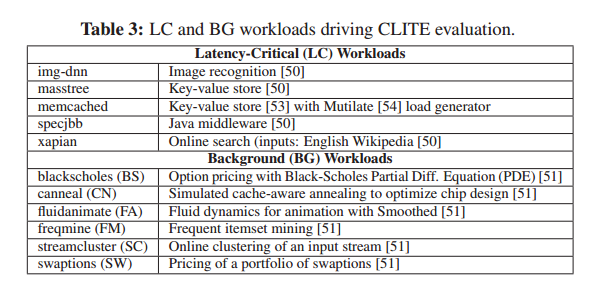 Table 3: LC and BG workloads driving CLITE evaluation.
Latency-Critical (LC) Workloads
img-dnn Image recognition [50]
masstree Key-value store [50]
memcached Key-value store [53] with Mutilate [54] load generator
specjbb Java middleware [50]
xapian Online search (inputs: English Wikipedia [50]
Background (BG) Workloads
blackscholes (BS) Option pricing with Black-Scholes Partial Diff. Equation (PDE) [51]
canneal (CN) Simulated cache-aware annealing to optimize chip design [51]
fluidanimate (FA) Fluid dynamics for animation with Smoothed [51]
freqmine (FM) Frequent itemset mining [51]
streamcluster (SC) Online clustering of an input stream [51]
swaptions (SW) Pricing of a portfolio of swaptions [51]